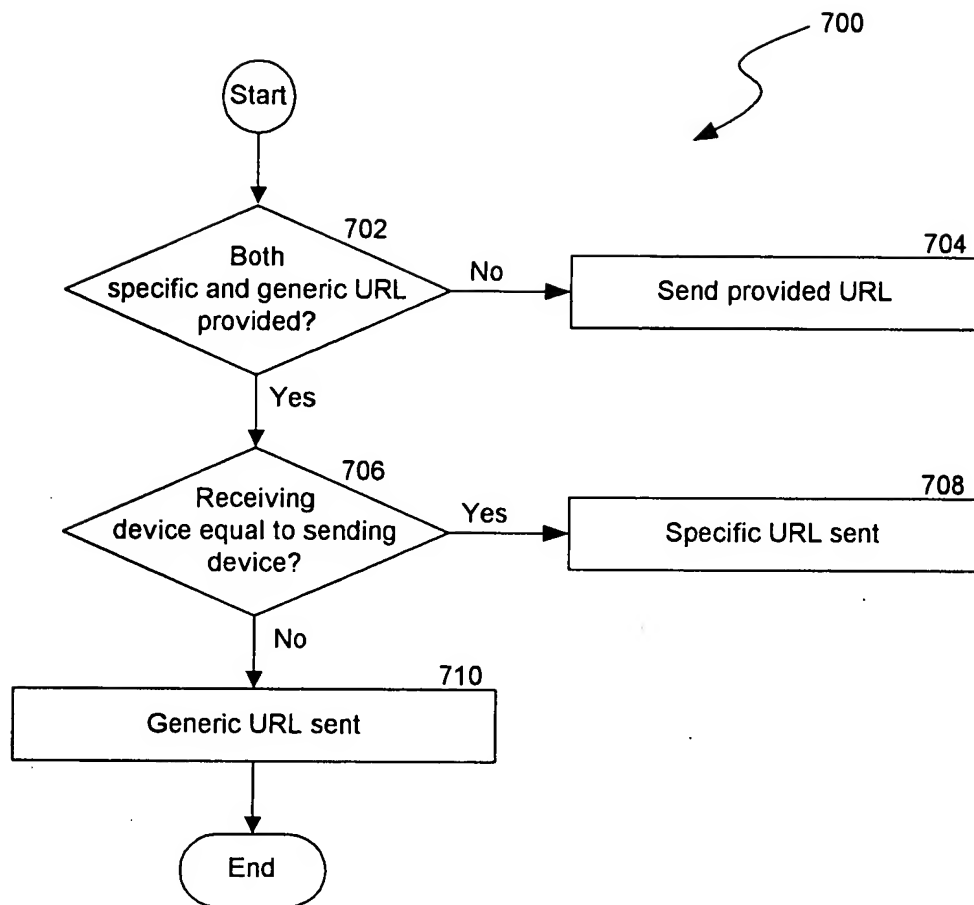 700
Start
702
Both
specific and generic URL
provided?
No
704
Send provided URL
Yes
706
Receiving
device equal to sending
device?
Yes
708
Specific URL sent
No
710
Generic URL sent
End